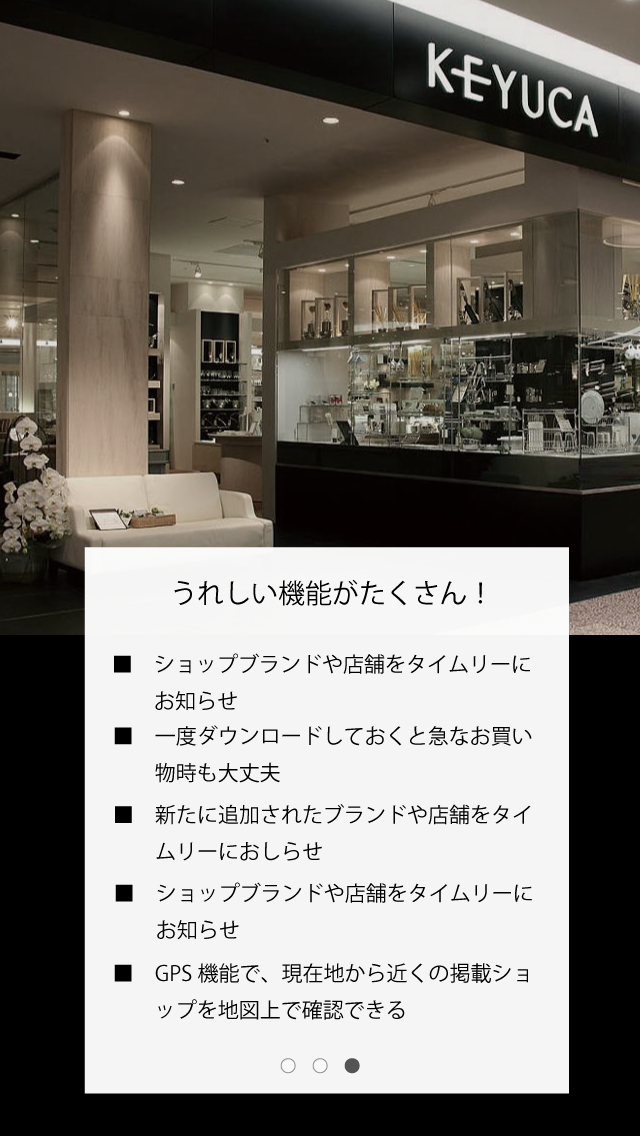 KEYUCA
うれしい機能がたくさん！
■ ショップブランドや店舗をタイムリーに
お知らせ
■ 一度ダウンロードしておくと急なお買い
物時も大丈夫
■ 新たに追加されたブランドや店舗をタイ
ムリーにおしらせ
■ ショップブランドや店舗をタイムリーに
お知らせ
■ GPS 機能で、現在地から近くの掲載ショ
ップを地図上で確認できる